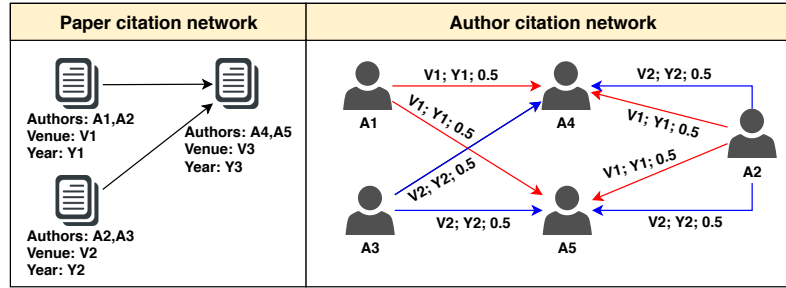 Paper citation network
Authors: A1,A2
Venue: V1
Year: Y1
Authors: A4,A5
Venue: V3
Year: Y3
Authors: A2,A3
Venue: V2
Year: Y2
Author citation network
V1; Y1; 0.5
V2; Y2; 0.5
A1
A4
V1; Y1; 0.5
V1; Y1; 0.5
A2
V2; Y2; 0.5
V1; Y1; 0.5
V2; Y2; 0.5
V2; Y2; 0.5
A3
A5